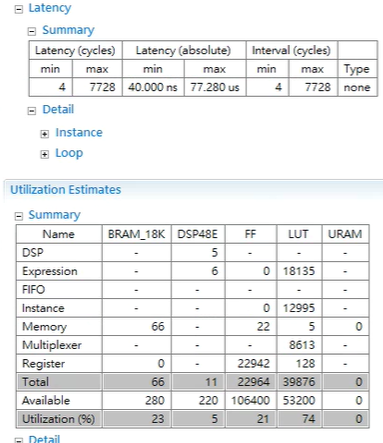 Latency
Summary
Latency (cycles) Latency (absolute) Interval (cycles)
min max min max min max Type
4 7728 40.000 ns 77.280 us 4 7728 none
Detail
Instance
Loop
Utilization Estimates
Summary
Name BRAM_18K DSP48E FF LUT URAM
DSP - 5 - - -
Expression - 6 0 18135 -
FIFO - - - - -
Instance - - 0 12995 -
Memory 66 - 22 5 0
Multiplexer - - - 8613 -
Register 0 - 22942 128 -
Total 66 11 22964 39876 0
Available 280 220 106400 53200 0
Utilization (%) 23 5 21 74 0
Detail